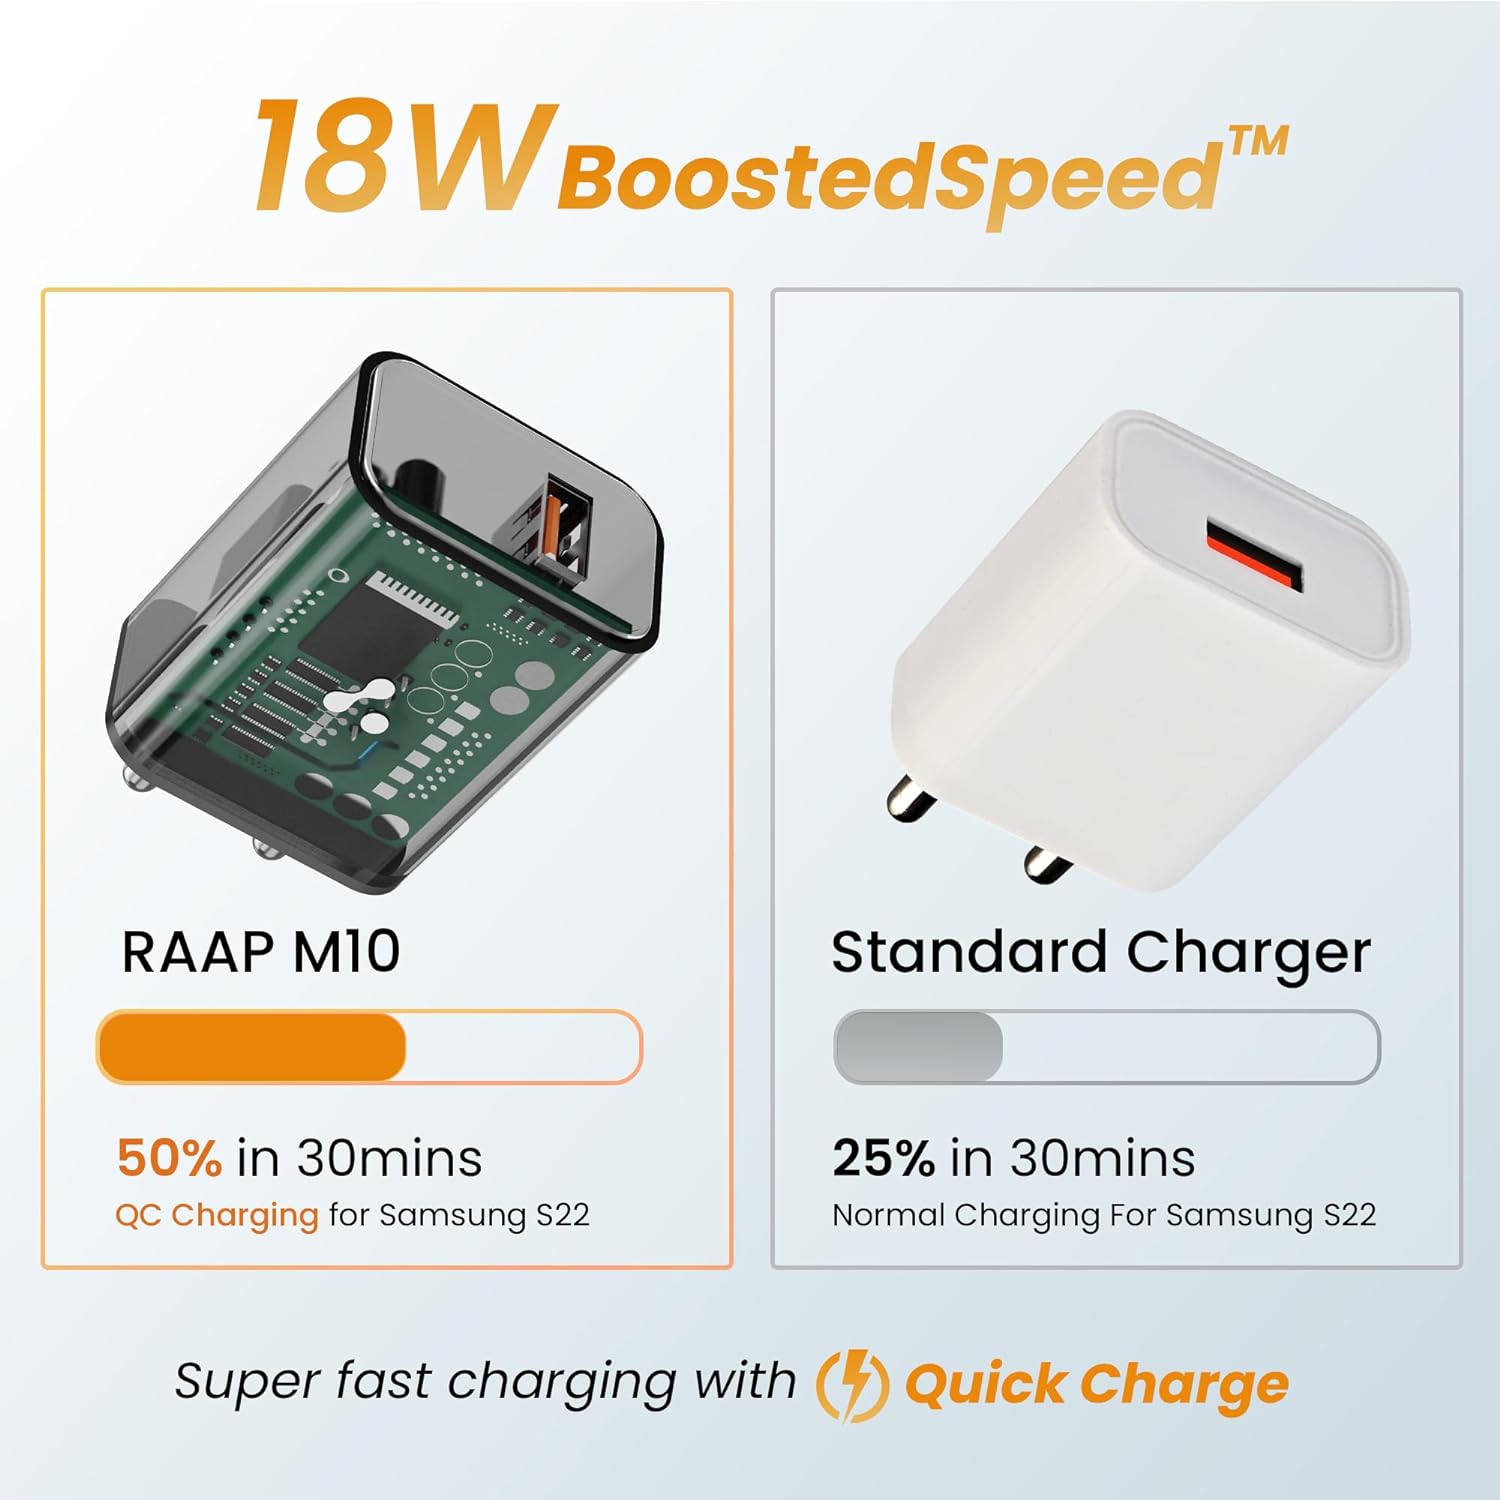 18W BoostedSpeed™
RAAP M10
50% in 30mins
QC Charging for Samsung S22
Standard Charger
25% in 30mins
Normal Charging For Samsung S22
Super fast charging with Quick Charge